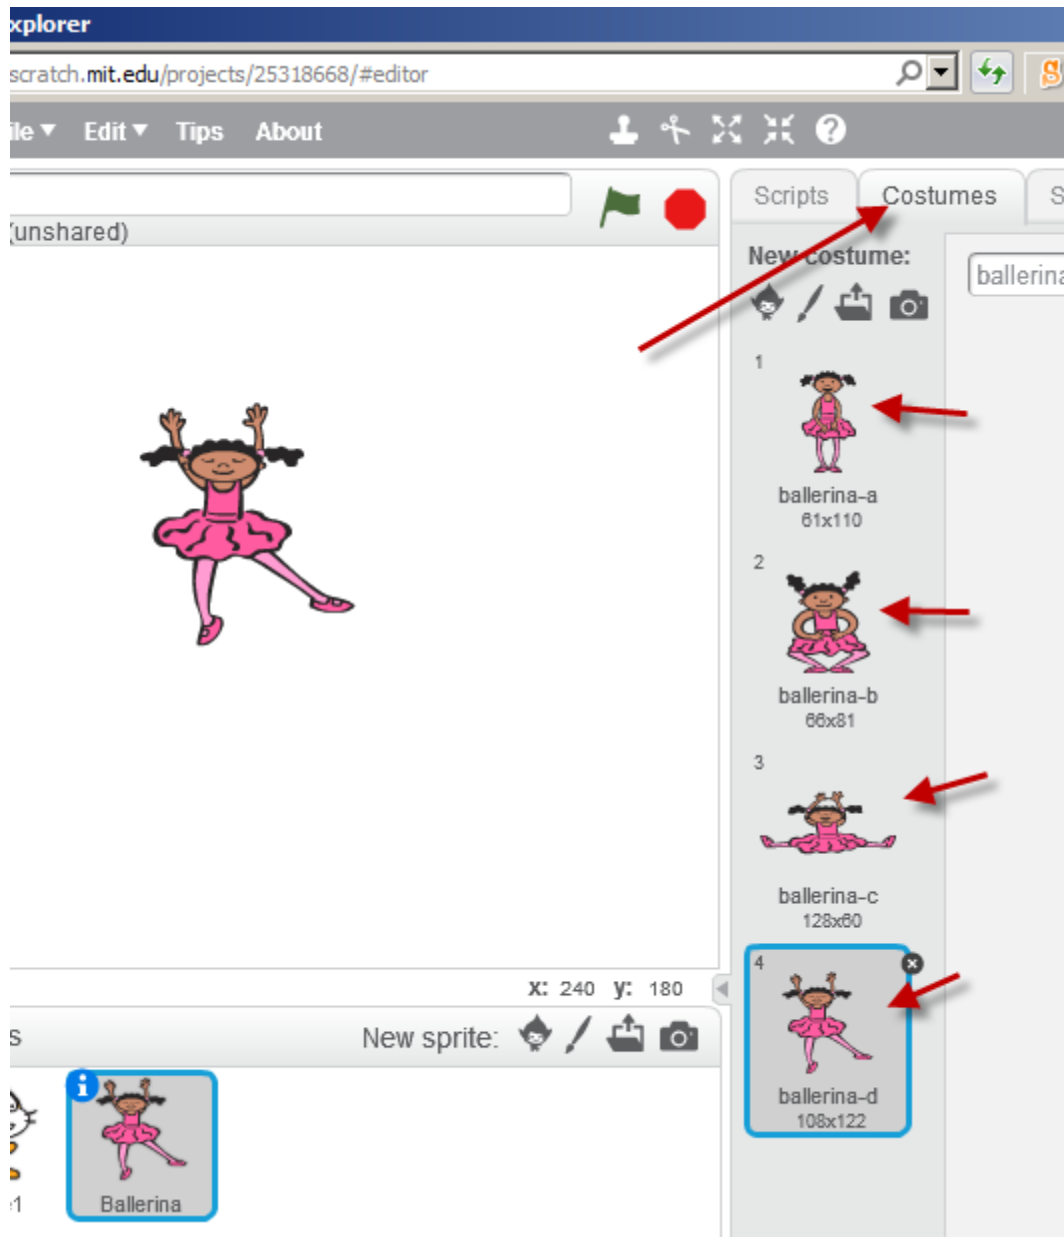 xplorer
scratch.mit.edu/projects/25318668/#editor
ile Edit Tips About
Scripts Costumes S
(unshared)
New costume:
ballerina
1
ballerina-a
61x110
2
ballerina-b
66x81
3
ballerina-c
128x60
4
ballerina-d
108x122
x: 240 y: 180
s New sprite:
e1 Ballerina